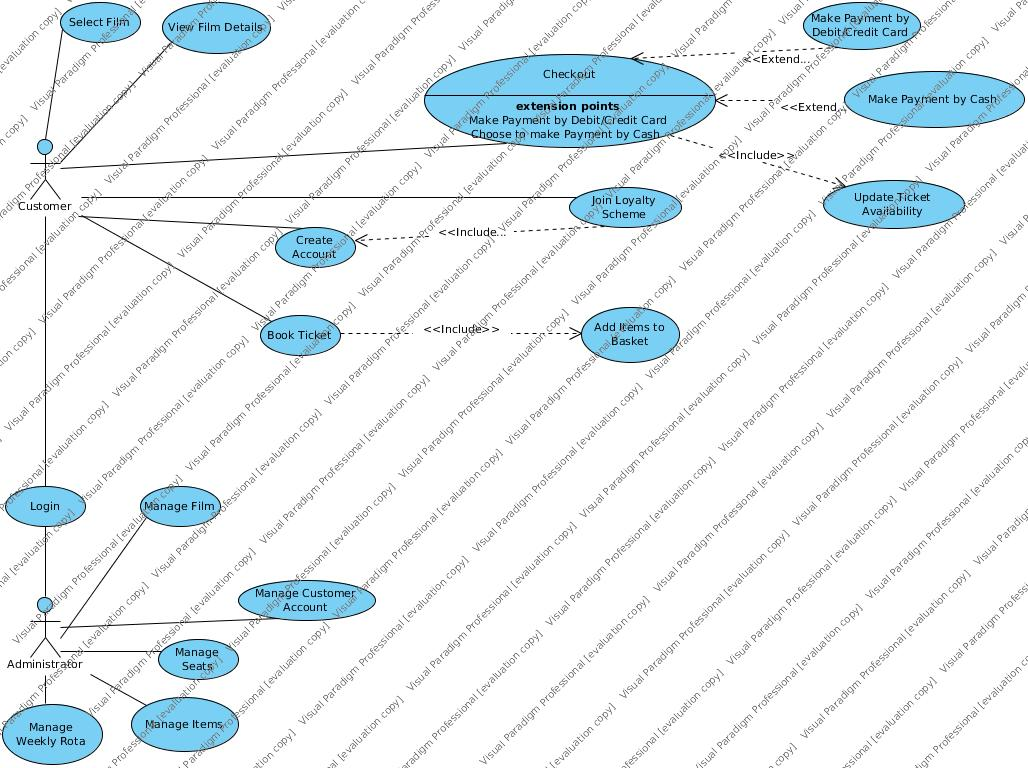 Select Film
View Film Details
Make Payment by
Debit/Credit Card
<<Extend...
Checkout
extension points
Make Payment by Debit/Credit Card
Choose to make Payment by Cash
Make Payment by Cash
<<Extend...
<<Include>>
Customer
Join Loyalty
Scheme
Update Ticket
Availability
Create
Account
<<Include...
Book Ticket
<<Include>>
Add Items to
Basket
Login
Manage Film
Manage Customer
Account
Administrator
Manage
Seats
Manage
Weekly Rota
Manage Items
Visual Paradigm Professional [evaluation copy]